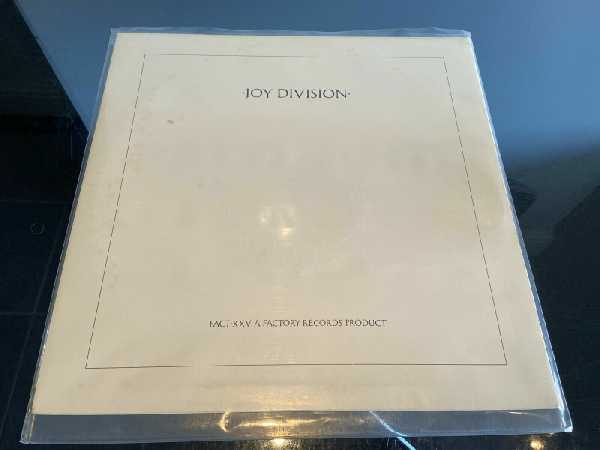 ·JOY DIVISION·
FACT·XXV·A FACTORY RECORDS PRODUCT